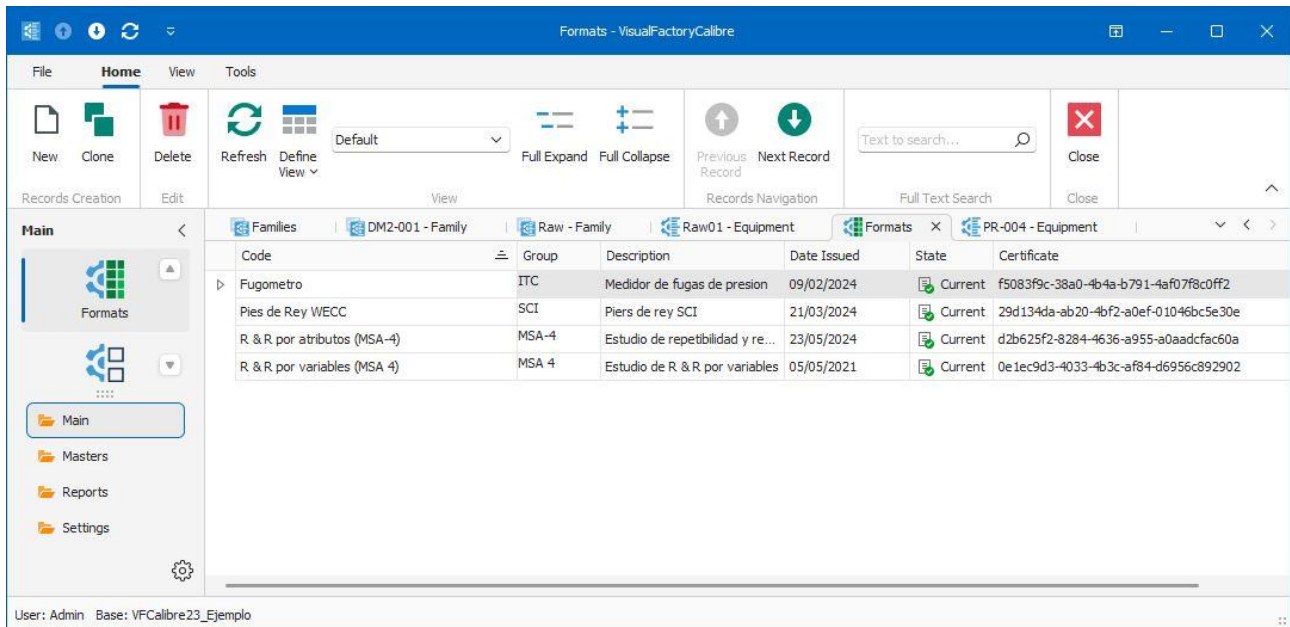 Formats - VisualFactoryCalibre
File Home View Tools
New Clone Delete Refresh Define View Default Full Expand Full Collapse Previous Record Next Record Text to search... Close
Records Creation Edit View Records Navigation Full Text Search Close
Main Families DM2-001 - Family Raw - Family Raw01 - Equipment Formats PR-004 - Equipment
Code Group Description Date Issued State Certificate
Fugometro ITC Medidor de fugas de presion 09/02/2024 Current f5083f9c-38a0-4b4a-b791-4af07f8c0ff2
Pies de Rey WECC SCI Piers de rey SCI 21/03/2024 Current 29d134da-ab20-4bf2-a0ef-01046bc5e30e
R & R por atributos (MSA-4) MSA-4 Estudio de repetibilidad y re... 23/05/2024 Current d2b625f2-8284-4636-a955-a0aadcfac60a
R & R por variables (MSA 4) MSA 4 Estudio de R & R por variables 05/05/2021 Current 0e1ec9d3-4033-4b3c-af84-d6956c892902
Formats
Main
Masters
Reports
Settings
User: Admin Base: VFCalibre23_Ejemplo